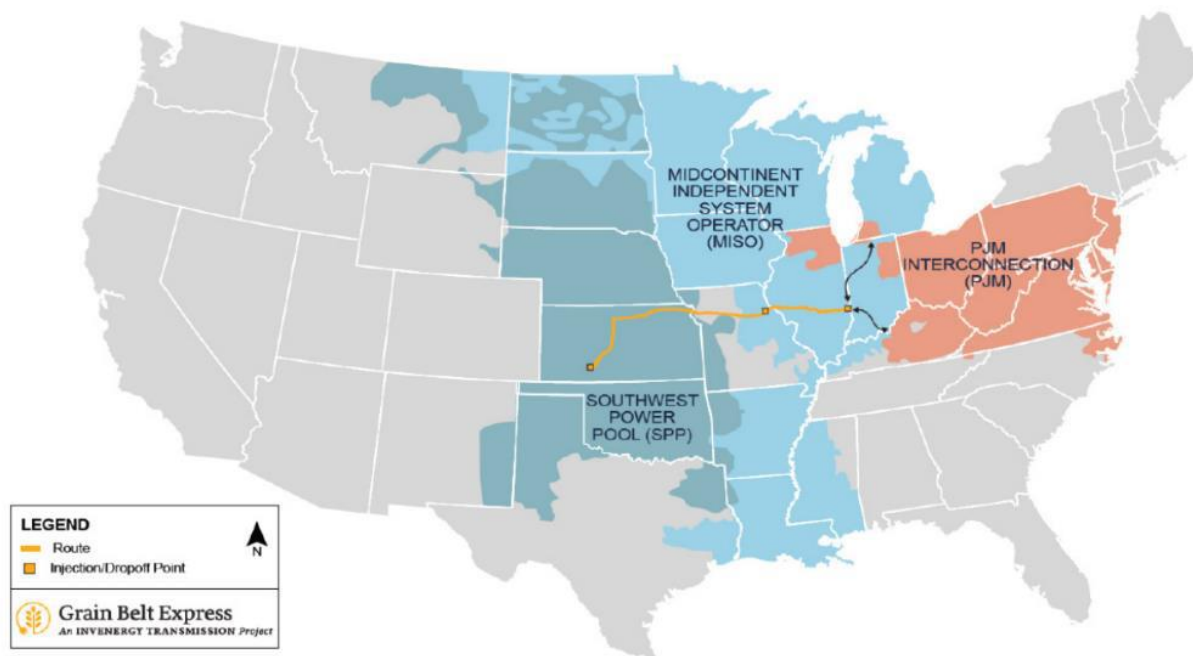 MIDCONTINENT
INDEPENDENT
SYSTEM
OPERATOR
(MISO)
PJM
INTERCONNECTION
(PJM)
SOUTHWEST
POWER
POOL (SPP)
LEGEND
Route
Injection/Dropoff Point
N
Grain Belt Express
An INVENERGY TRANSMISSION Project